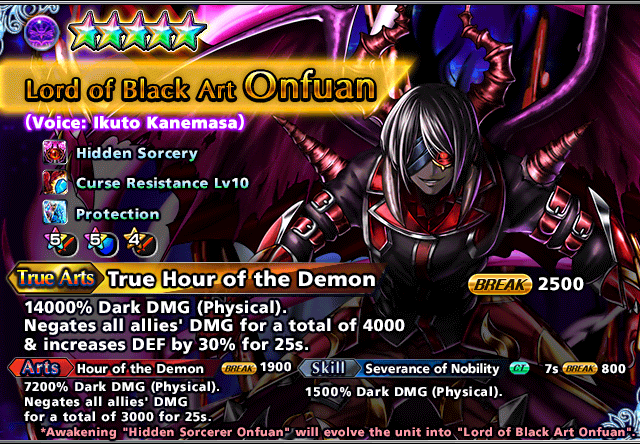 Lord of Black Art Onfuan
(Voice: Ikuto Kanemasa)
Hidden Sorcery
Curse Resistance Lv10
Protection
5 5 4
True Arts True Hour of the Demon BREAK 2500
14000% Dark DMG (Physical).
Negates all allies' DMG for a total of 4000
& increases DEF by 30% for 25s.
Arts Hour of the Demon BREAK 1900
7200% Dark DMG (Physical).
Negates all allies' DMG
for a total of 3000 for 25s.
Skill Severance of Nobility CT 7s BREAK 800
1500% Dark DMG (Physical).
*Awakening "Hidden Sorcerer Onfuan" will evolve the unit into "Lord of Black Art Onfuan".